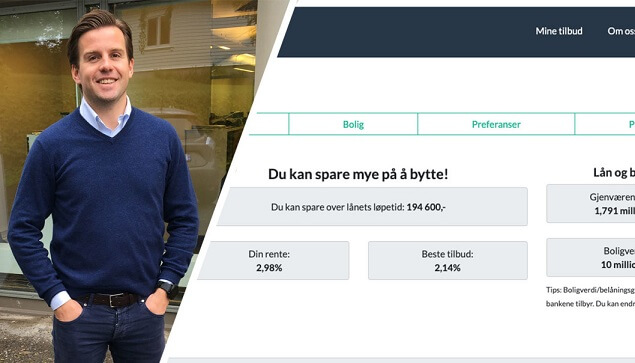 Mine tilbud
Om oss
Bolig
Preferanser
Du kan spare mye på å bytte!
Du kan spare over lånets løpetid: 194 600,-
Din rente:
2,98%
Beste tilbud:
2,14%
Lån og b
Gjenværen
1,791 mill
Boligver
10 millio
Tips: Boligverdi/belåningsg
bankene tilbyr. Du kan endr